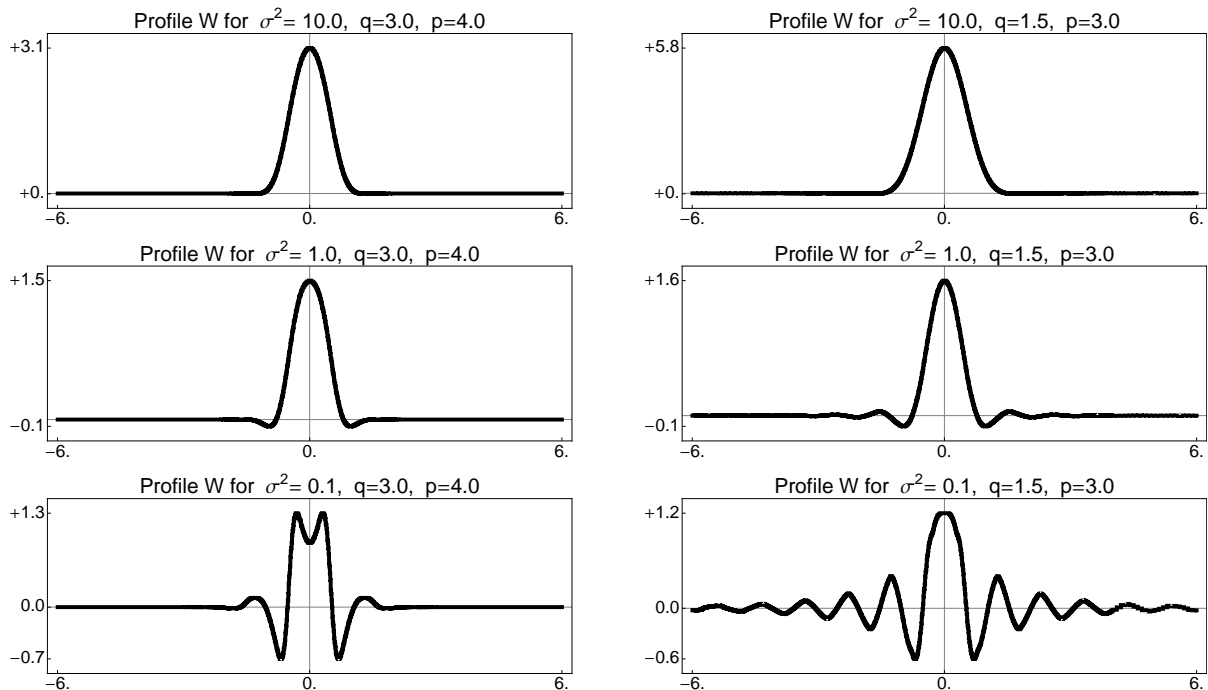 Profile W for σ²= 10.0, q=3.0, p=4.0
+3.1
+0.
−6. 0. 6.
Profile W for σ²= 10.0, q=1.5, p=3.0
+5.8
+0.
−6. 0. 6.
Profile W for σ²= 1.0, q=3.0, p=4.0
+1.5
−0.1
−6. 0. 6.
Profile W for σ²= 1.0, q=1.5, p=3.0
+1.6
−0.1
−6. 0. 6.
Profile W for σ²= 0.1, q=3.0, p=4.0
+1.3
0.0
−0.7
−6. 0. 6.
Profile W for σ²= 0.1, q=1.5, p=3.0
+1.2
0.0
−0.6
−6. 0. 6.